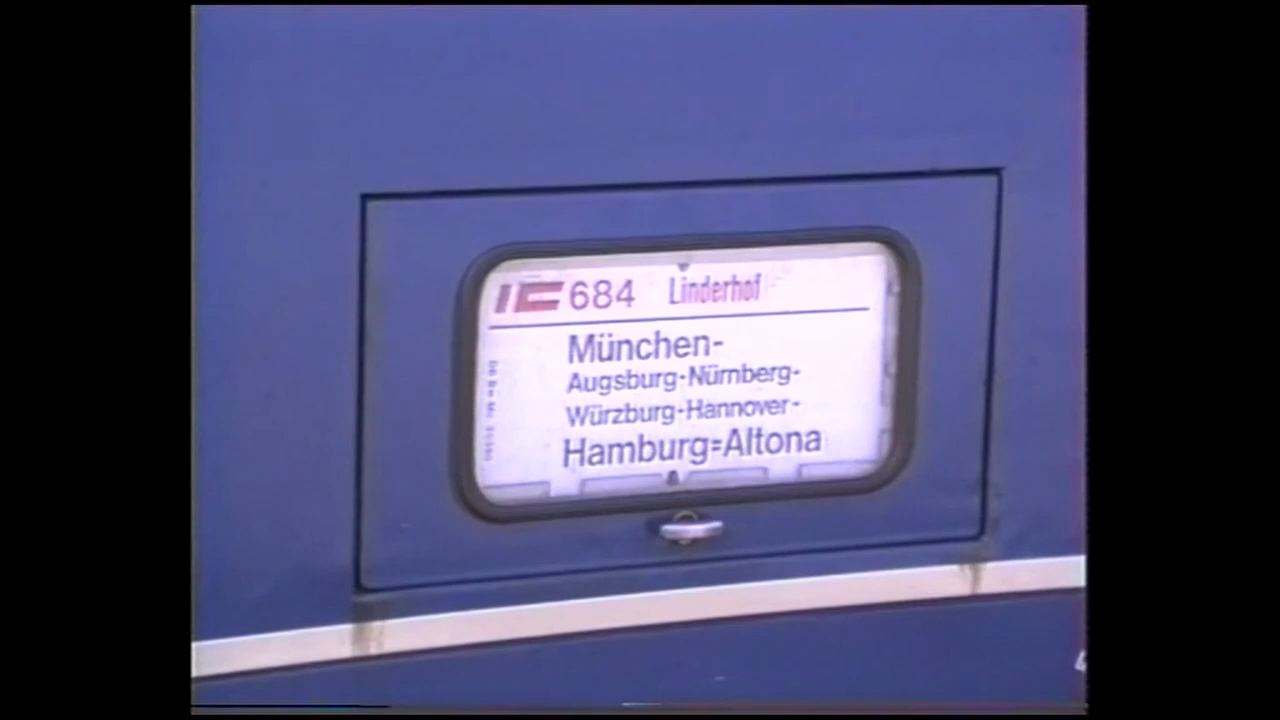 IC 684 Linderhof
München-
Augsburg-Nürnberg-
Würzburg-Hannover-
Hamburg=Altona